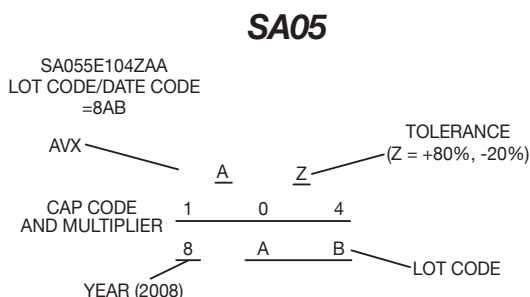 SA05
SA055E104ZAA
LOT CODE/DATE CODE
=8AB
AVX
TOLERANCE
(Z = +80%, -20%)
A Z
CAP CODE
AND MULTIPLIER
1 0 4
8 A B
LOT CODE
YEAR (2008)